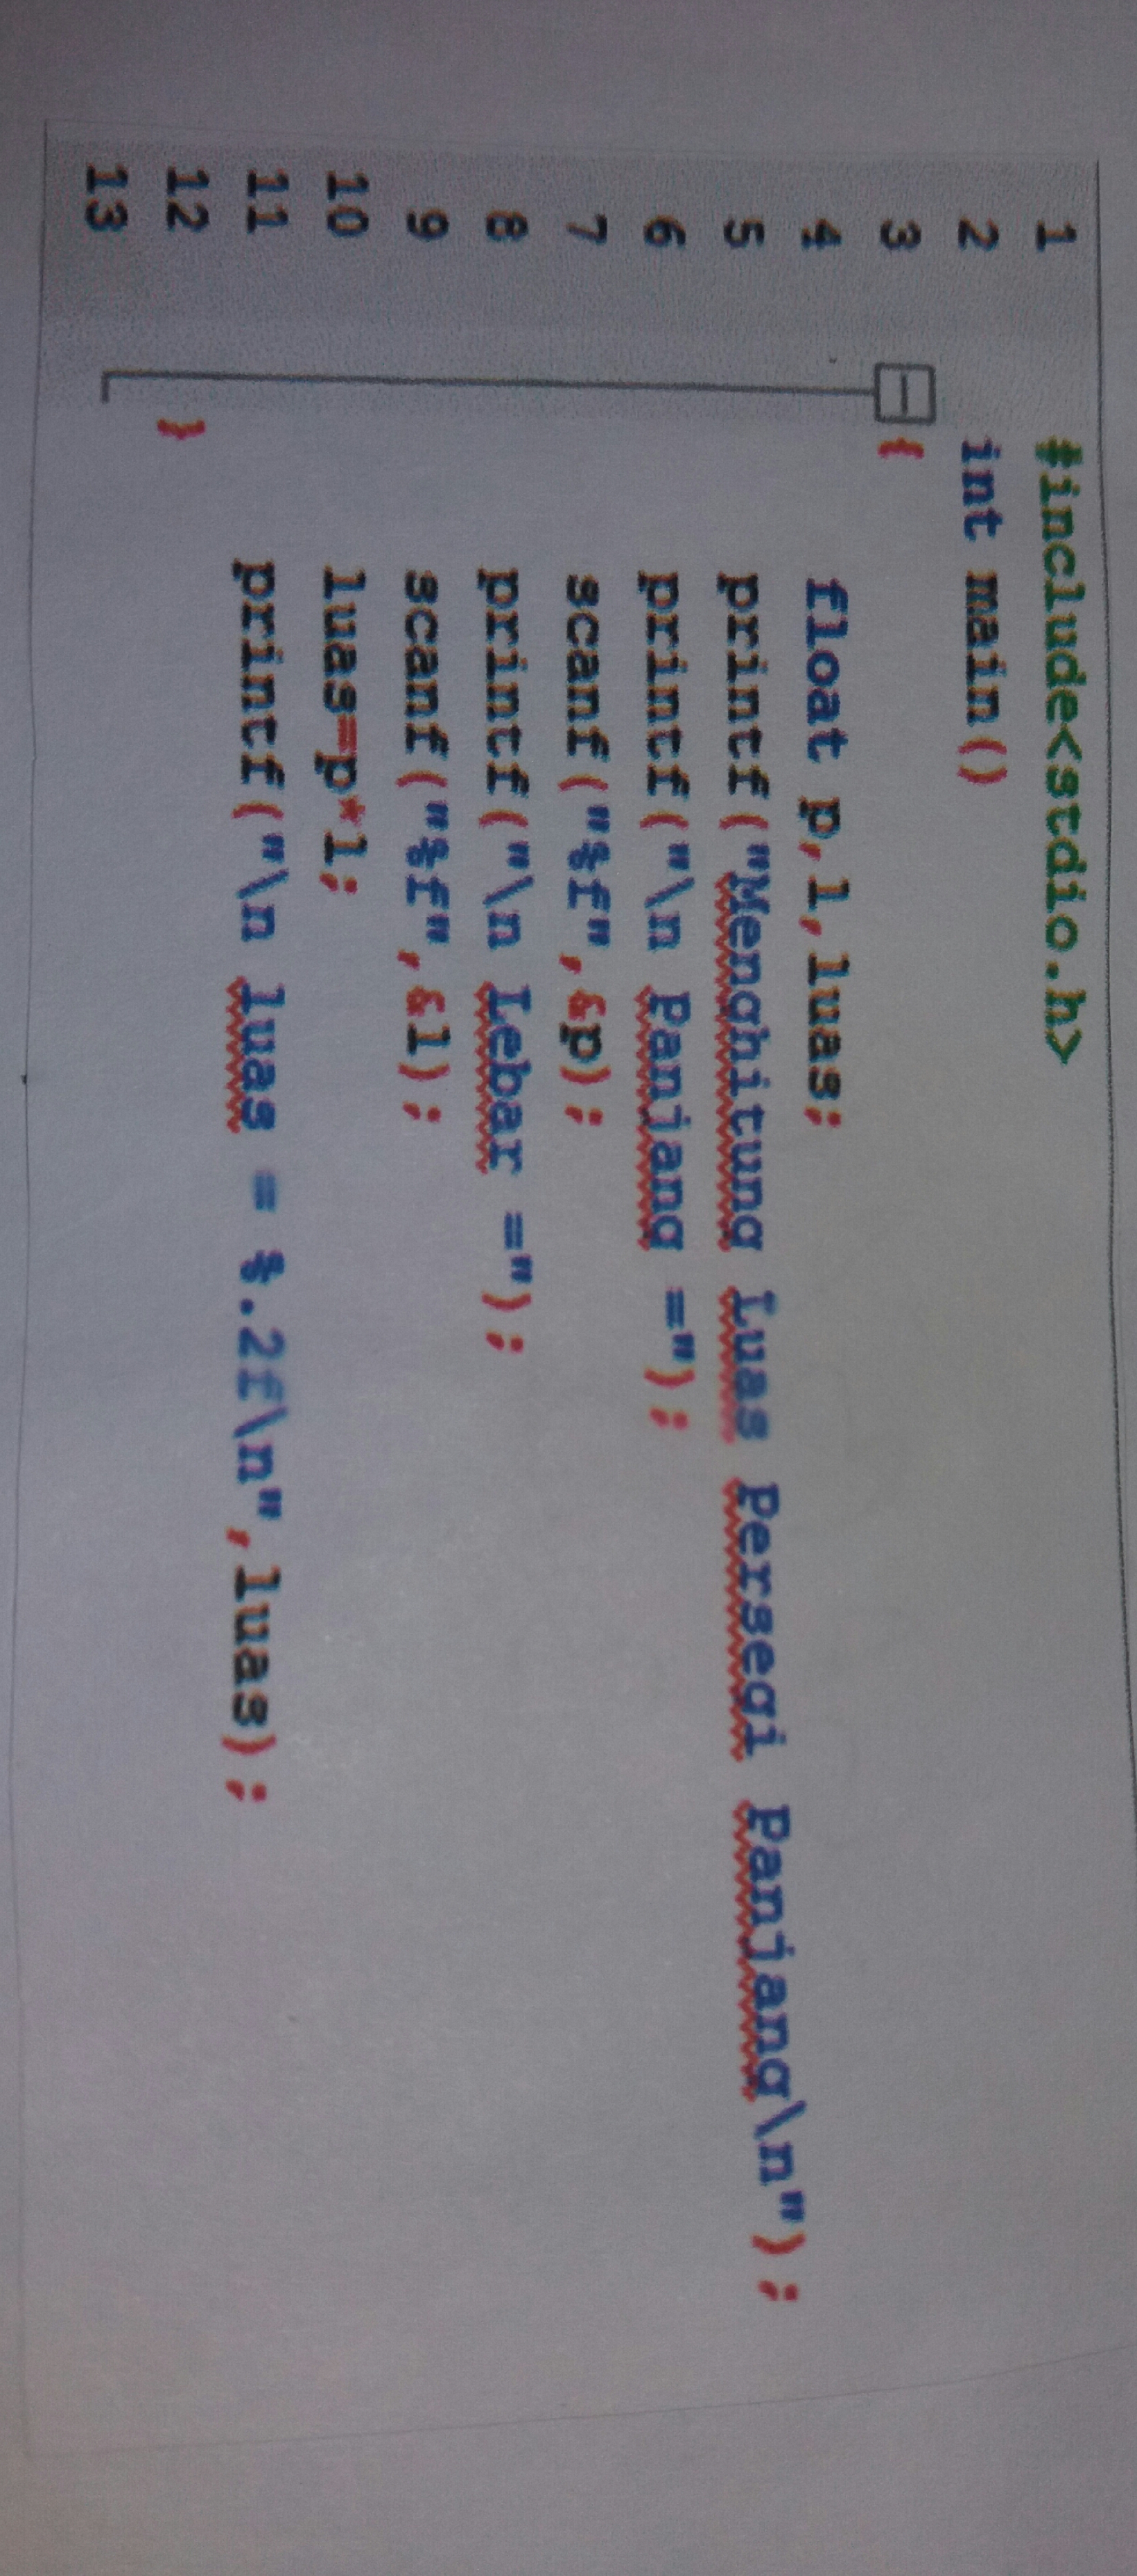 1 #include<stdio.h>
2 int main()
3 {
4 float p,l,luas;
5 printf("Menghitung Luas Persegi Panjang\n");
6 printf("\n Panjang =");
7 scanf("%f",&p);
8 printf("\n Lebar =");
9 scanf("%f",&l);
10 luas=p*l;
11 printf("\n luas = %.2f\n",luas);
12 }
13